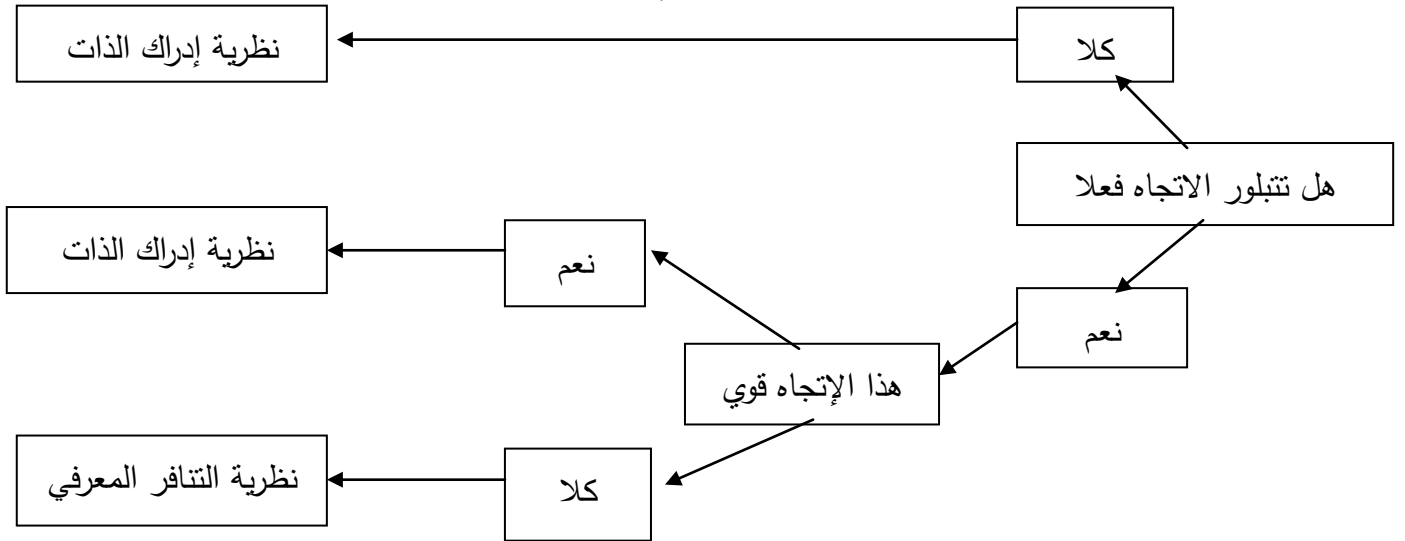 كلا
نظرية إدراك الذات
هل تتبلور الاتجاه فعلا
نعم
نظرية إدراك الذات
نعم
هذا الإتجاه قوي
كلا
نظرية التنافر المعرفي